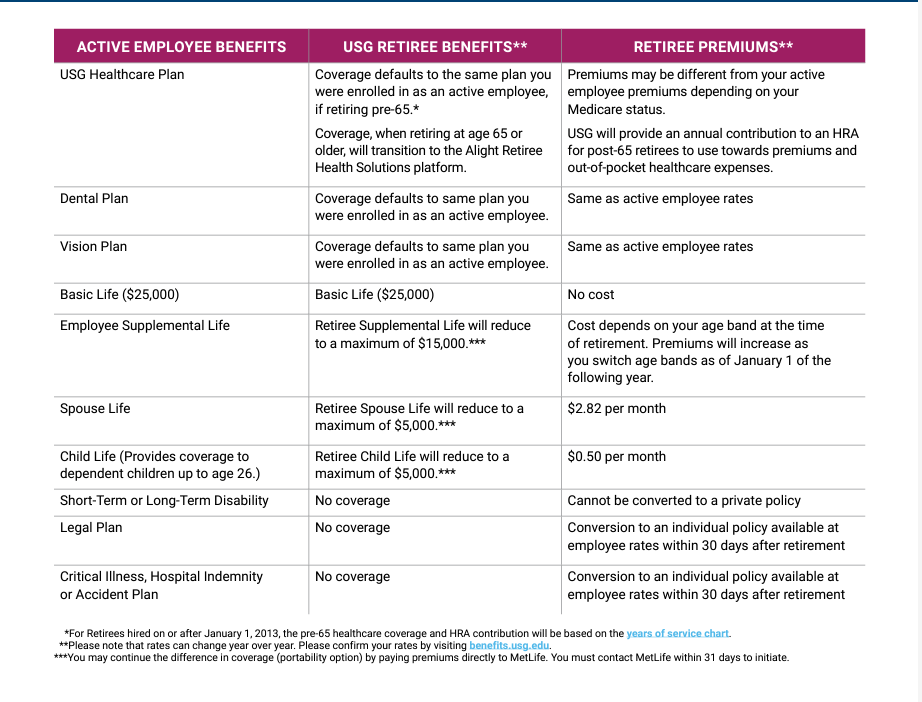 ACTIVE EMPLOYEE BENEFITS
USG RETIREE BENEFITS**
RETIREE PREMIUMS**
USG Healthcare Plan
Coverage defaults to the same plan you
were enrolled in as an active employee,
if retiring pre-65.*
Coverage, when retiring at age 65 or
older, will transition to the Alight Retiree
Health Solutions platform.
Premiums may be different from your active
employee premiums depending on your
Medicare status.
USG will provide an annual contribution to an HRA
for post-65 retirees to use towards premiums and
out-of-pocket healthcare expenses.
Dental Plan
Coverage defaults to same plan you
were enrolled in as an active employee.
Same as active employee rates
Vision Plan
Coverage defaults to same plan you
were enrolled in as an active employee.
Same as active employee rates
Basic Life ($25,000)
Basic Life ($25,000)
No cost
Employee Supplemental Life
Retiree Supplemental Life will reduce
to a maximum of $15,000.***
Cost depends on your age band at the time
of retirement. Premiums will increase as
you switch age bands as of January 1 of the
following year.
Spouse Life
Retiree Spouse Life will reduce to a
maximum of $5,000.***
$2.82 per month
Child Life (Provides coverage to
dependent children up to age 26.)
Retiree Child Life will reduce to a
maximum of $5,000.***
$0.50 per month
Short-Term or Long-Term Disability
No coverage
Cannot be converted to a private policy
Legal Plan
No coverage
Conversion to an individual policy available at
employee rates within 30 days after retirement
Critical Illness, Hospital Indemnity
or Accident Plan
No coverage
Conversion to an individual policy available at
employee rates within 30 days after retirement
*For Retirees hired on or after January 1, 2013, the pre-65 healthcare coverage and HRA contribution will be based on the years of service chart.
**Please note that rates can change year over year. Please confirm your rates by visiting benefits.usg.edu.
***You may continue the difference in coverage (portability option) by paying premiums directly to MetLife. You must contact MetLife within 31 days to initiate.